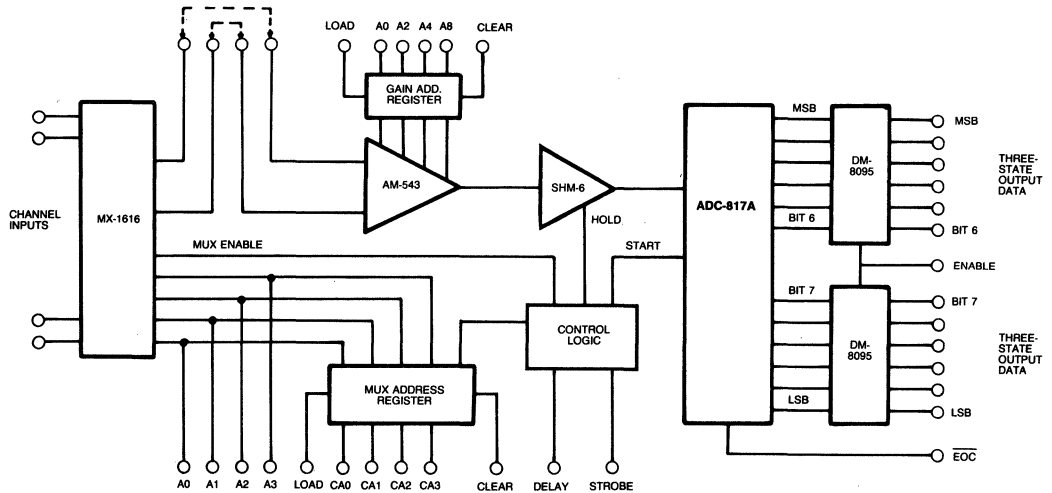 LOAD A0 A2 A4 A8 CLEAR
GAIN ADD.
REGISTER
MX-1616
CHANNEL
INPUTS
AM-543
SHM-6
HOLD
MUX ENABLE
START
ADC-817A
MSB
BIT 6
BIT 7
LSB
DM-
8095
MSB
THREE-
STATE
OUTPUT
DATA
BIT 6
ENABLE
DM-
8095
BIT 7
THREE-
STATE
OUTPUT
DATA
LSB
EOC
CONTROL
LOGIC
MUX ADDRESS
REGISTER
A0 A1 A2 A3 LOAD CA0 CA1 CA2 CA3 CLEAR DELAY STROBE